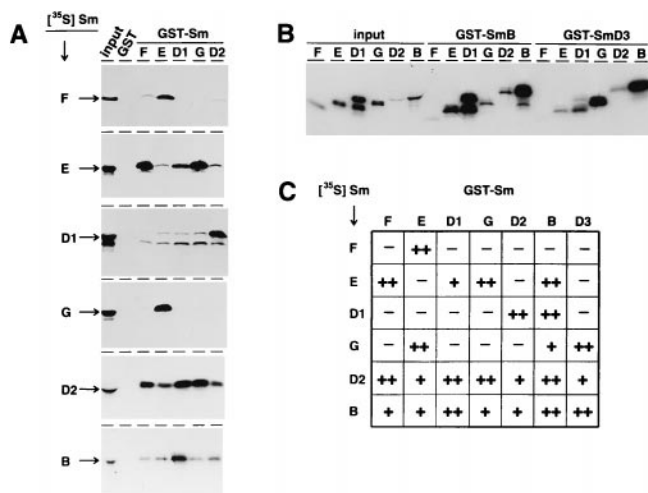 A
[³⁵S] Sm
input
GST
GST-Sm
F E D1 G D2
F
E
D1
G
D2
B
B
input GST-SmB GST-SmD3
F E D1 G D2 B F E D1 G D2 B F E D1 G D2 B
C
[³⁵S] Sm GST-Sm
F E D1 G D2 B D3
F − ++ − − − − −
E ++ − + ++ − ++ −
D1 − − − − ++ ++ −
G − ++ − − − + ++
D2 ++ + ++ ++ + ++ +
B + + ++ + + ++ ++